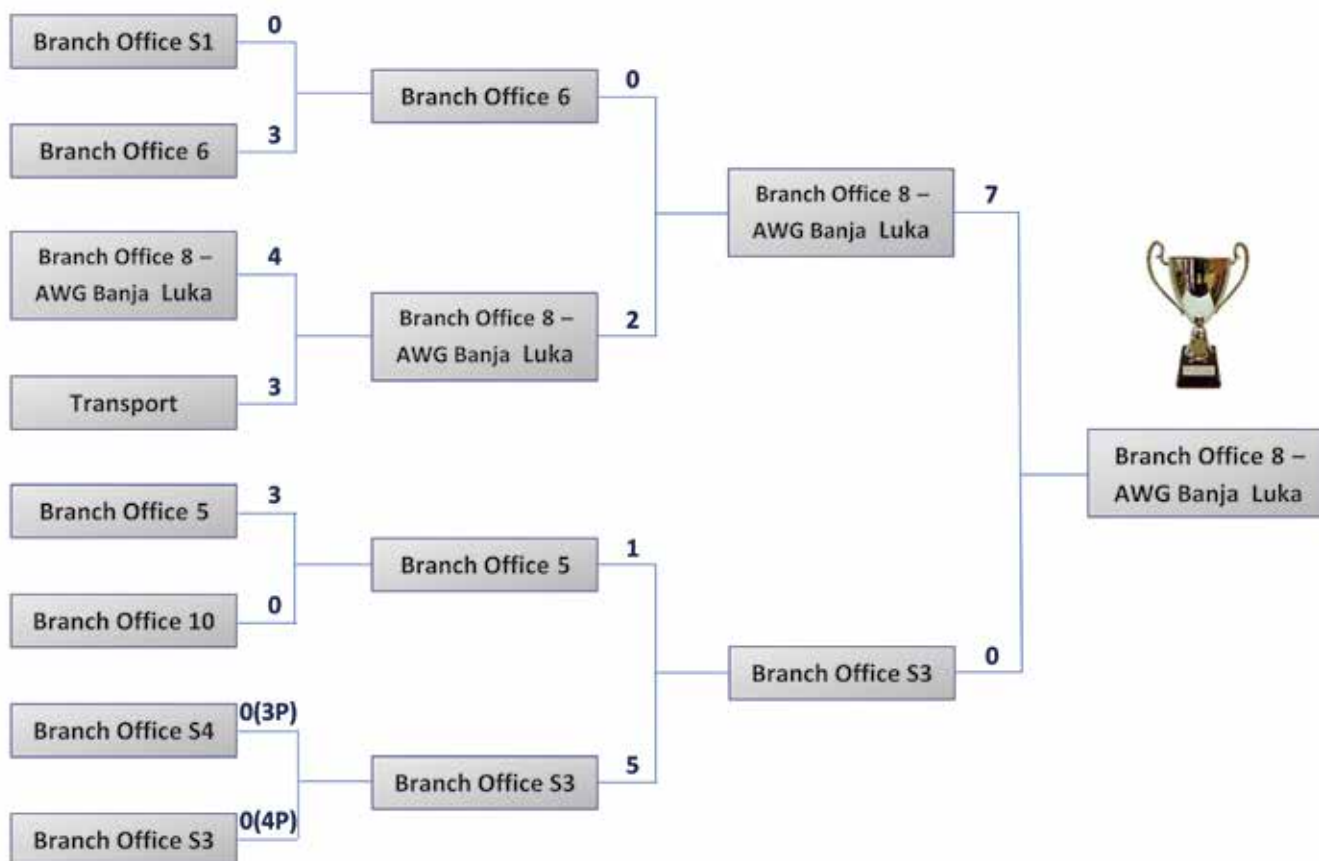 Branch Office S1
0
Branch Office 6
3
Branch Office 8 –
AWG Banja Luka
4
Transport
3
Branch Office 5
3
Branch Office 10
0
Branch Office S4
0(3P)
Branch Office S3
0(4P)
Branch Office 6
0
Branch Office 8 –
AWG Banja Luka
2
Branch Office 5
1
Branch Office S3
5
Branch Office 8 –
AWG Banja Luka
7
Branch Office S3
0
Branch Office 8 –
AWG Banja Luka